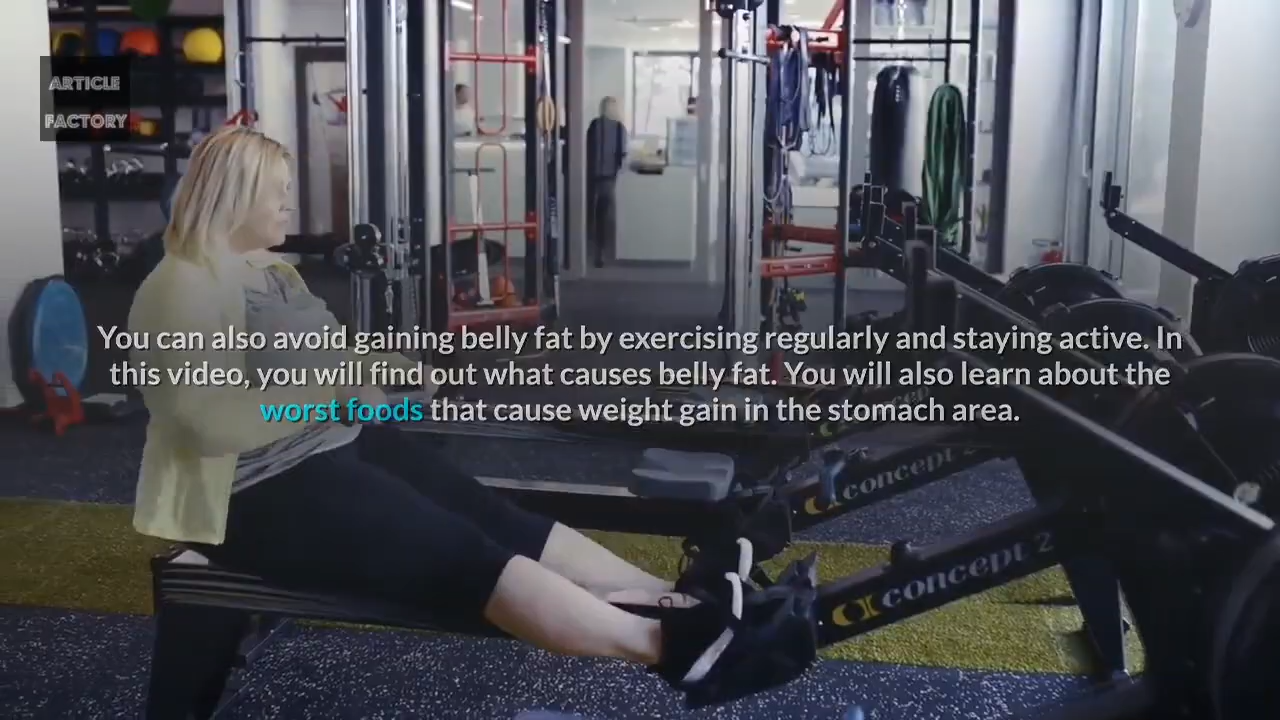 ARTICLE
FACTORY
You can also avoid gaining belly fat by exercising regularly and staying active. In
this video, you will find out what causes belly fat. You will also learn about the
worst foods that cause weight gain in the stomach area.
concept 2
concept 2